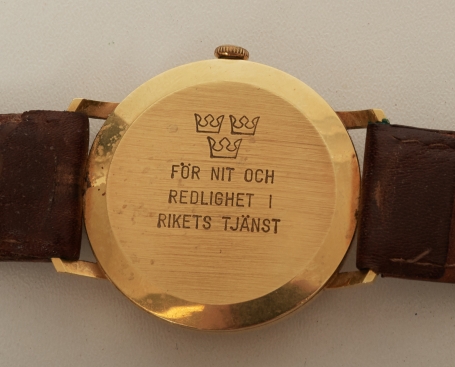 FÖR NIT OCH
REDLIGHET I
RIKETS TJÄNST